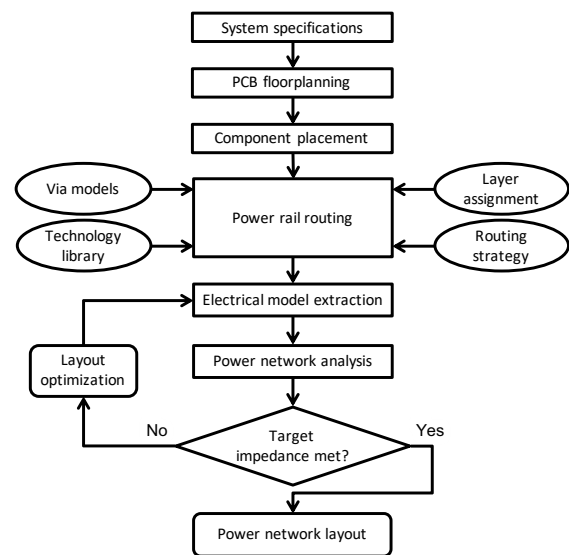 System specifications
PCB floorplanning
Component placement
Via models
Layer
assignment
Power rail routing
Technology
library
Routing
strategy
Electrical model extraction
Layout
optimization
Power network analysis
No
Yes
Target
impedance met?
Power network layout